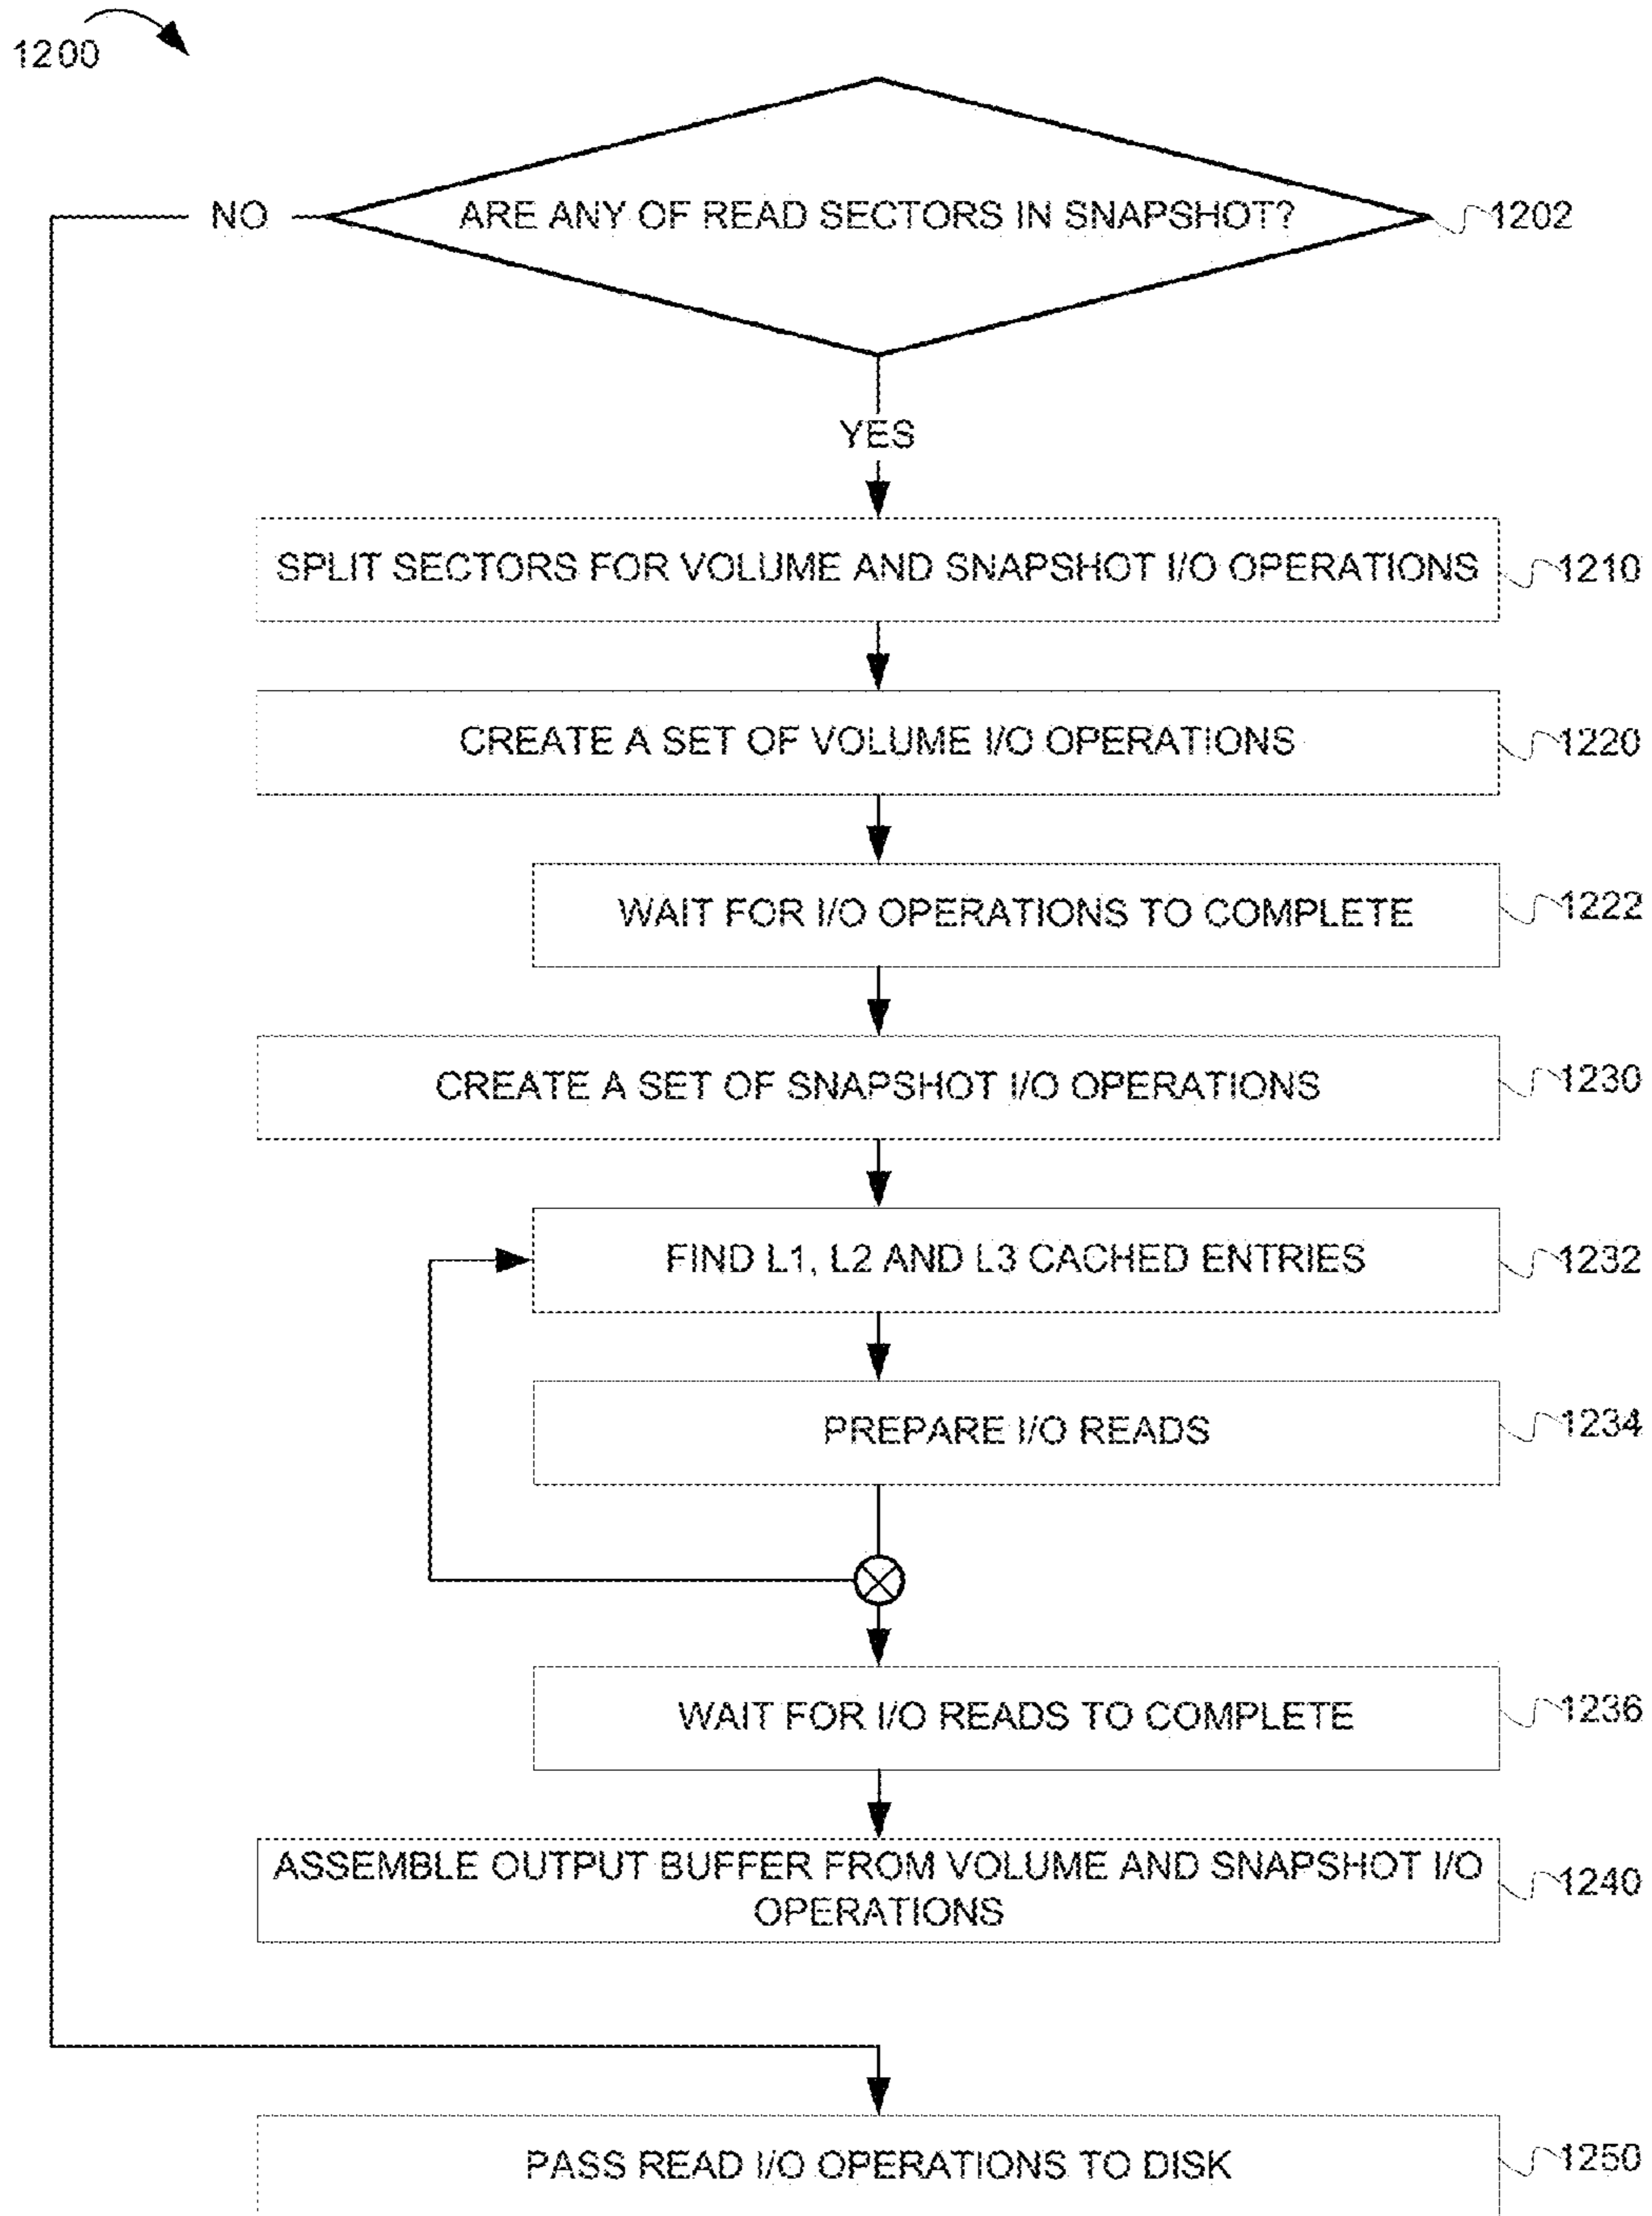 1200
ARE ANY OF READ SECTORS IN SNAPSHOT?
NO
1202
YES
SPLIT SECTORS FOR VOLUME AND SNAPSHOT I/O OPERATIONS
1210
CREATE A SET OF VOLUME I/O OPERATIONS
1220
WAIT FOR I/O OPERATIONS TO COMPLETE
1222
CREATE A SET OF SNAPSHOT I/O OPERATIONS
1230
FIND L1, L2 AND L3 CACHED ENTRIES
1232
PREPARE I/O READS
1234
WAIT FOR I/O READS TO COMPLETE
1236
ASSEMBLE OUTPUT BUFFER FROM VOLUME AND SNAPSHOT I/O
OPERATIONS
1240
PASS READ I/O OPERATIONS TO DISK
1250